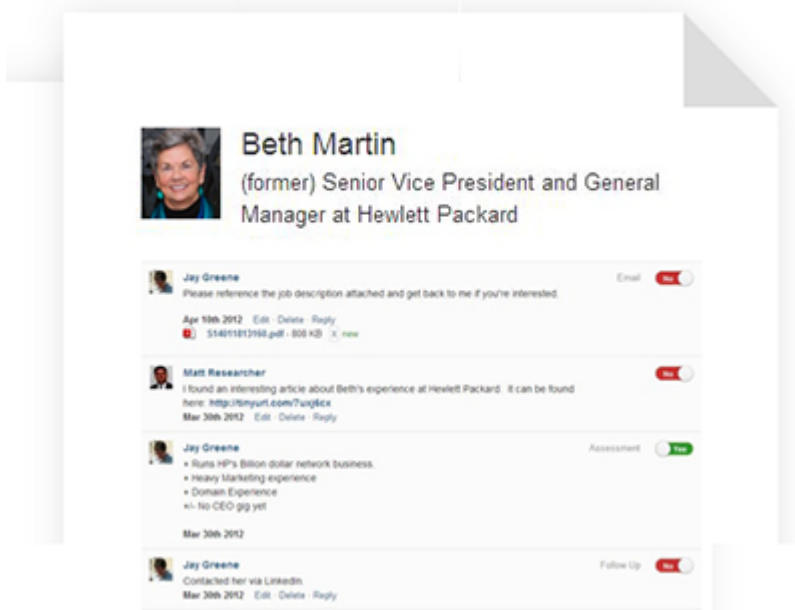 Beth Martin
(former) Senior Vice President and General
Manager at Hewlett Packard
Jay Greene
Email
No
Please reference the job description attached and get back to me if you're interested.
Apr 10th 2012 Edit · Delete · Reply
S14011813160.pdf - 808 KB x new
Matt Researcher
No
I found an interesting article about Beth's experience at Hewlett Packard. It can be found
here: http://tinyurl.com/7uxj6cx
Mar 30th 2012 Edit · Delete · Reply
Jay Greene
Assessment
Yes
+ Runs HP's Billion dollar network business.
+ Heavy Marketing experience
+ Domain Experience
+/- No CEO gig yet
Mar 30th 2012
Jay Greene
Follow Up
No
Contacted her via LinkedIn.
Mar 30th 2012 Edit · Delete · Reply